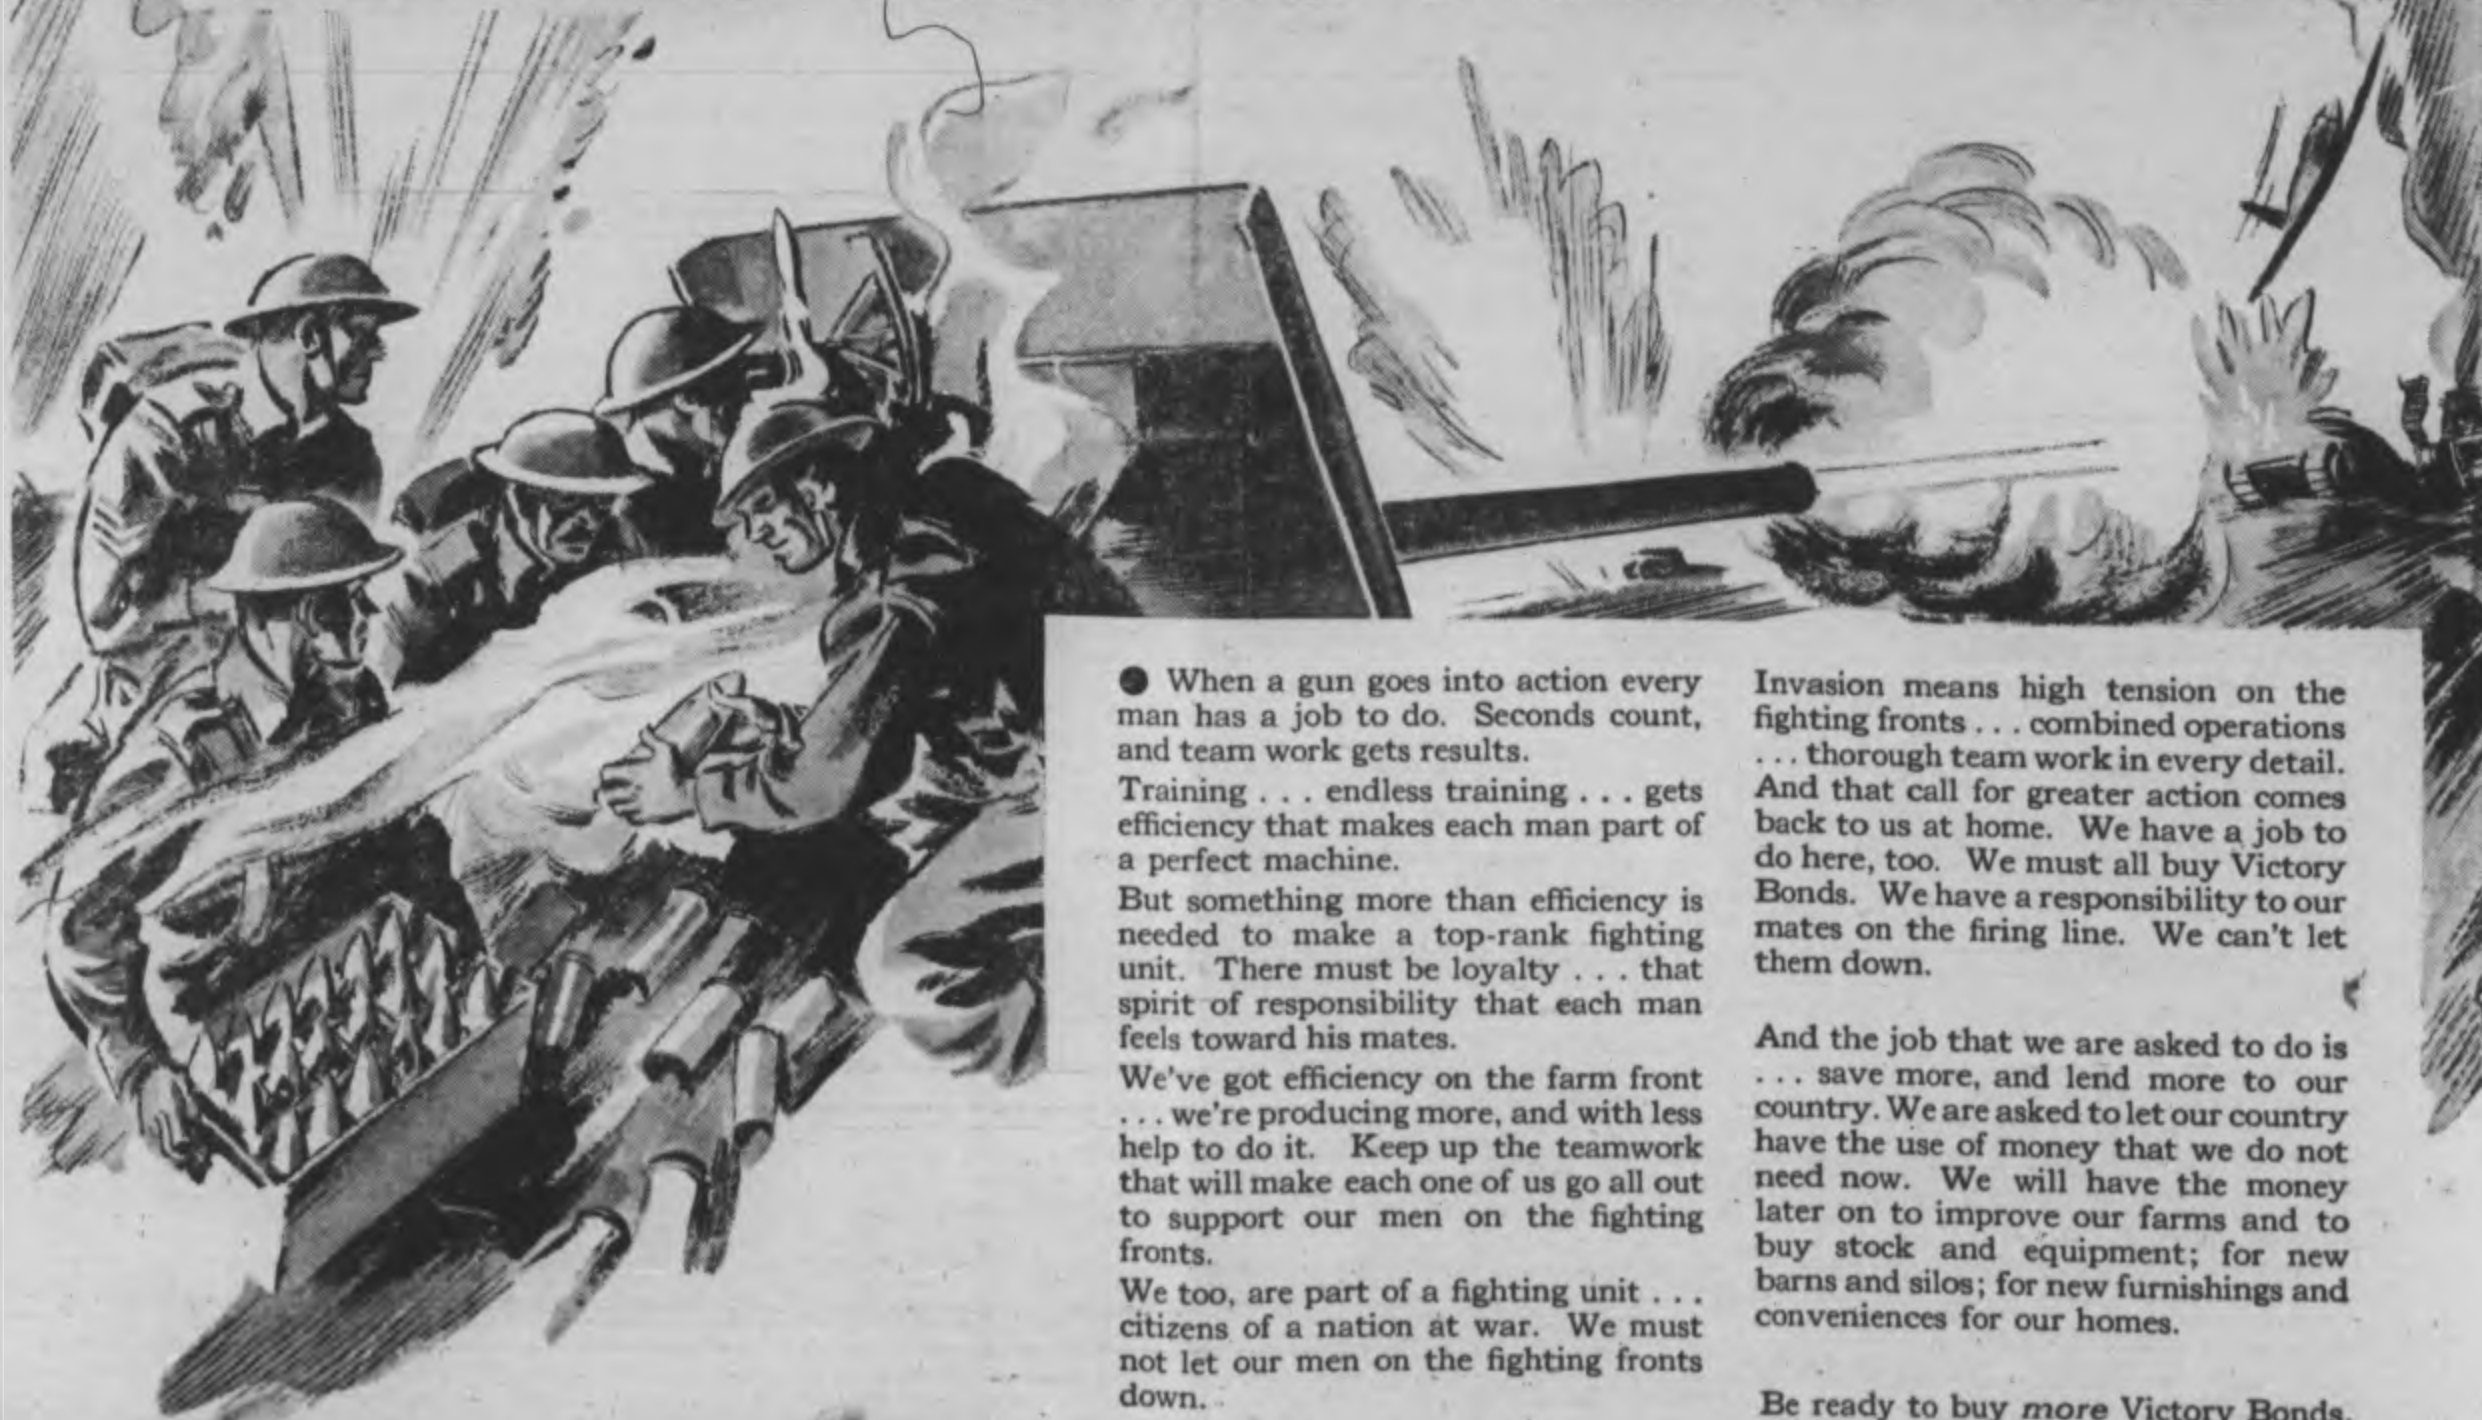 ● When a gun goes into action every
man has a job to do. Seconds count,
and team work gets results.
Training . . . endless training . . . gets
efficiency that makes each man part of
a perfect machine.
But something more than efficiency is
needed to make a top-rank fighting
unit. There must be loyalty . . . that
spirit of responsibility that each man
feels toward his mates.
We've got efficiency on the farm front
. . . we're producing more, and with less
help to do it. Keep up the teamwork
that will make each one of us go all out
to support our men on the fighting
fronts.
We too, are part of a fighting unit . . .
citizens of a nation at war. We must
not let our men on the fighting fronts
down.
Invasion means high tension on the
fighting fronts . . . combined operations
. . . thorough team work in every detail.
And that call for greater action comes
back to us at home. We have a job to
do here, too. We must all buy Victory
Bonds. We have a responsibility to our
mates on the firing line. We can't let
them down.
And the job that we are asked to do is
. . . save more, and lend more to our
country. We are asked to let our country
have the use of money that we do not
need now. We will have the money
later on to improve our farms and to
buy stock and equipment; for new
barns and silos; for new furnishings and
conveniences for our homes.
Be ready to buy more Victory Bonds.